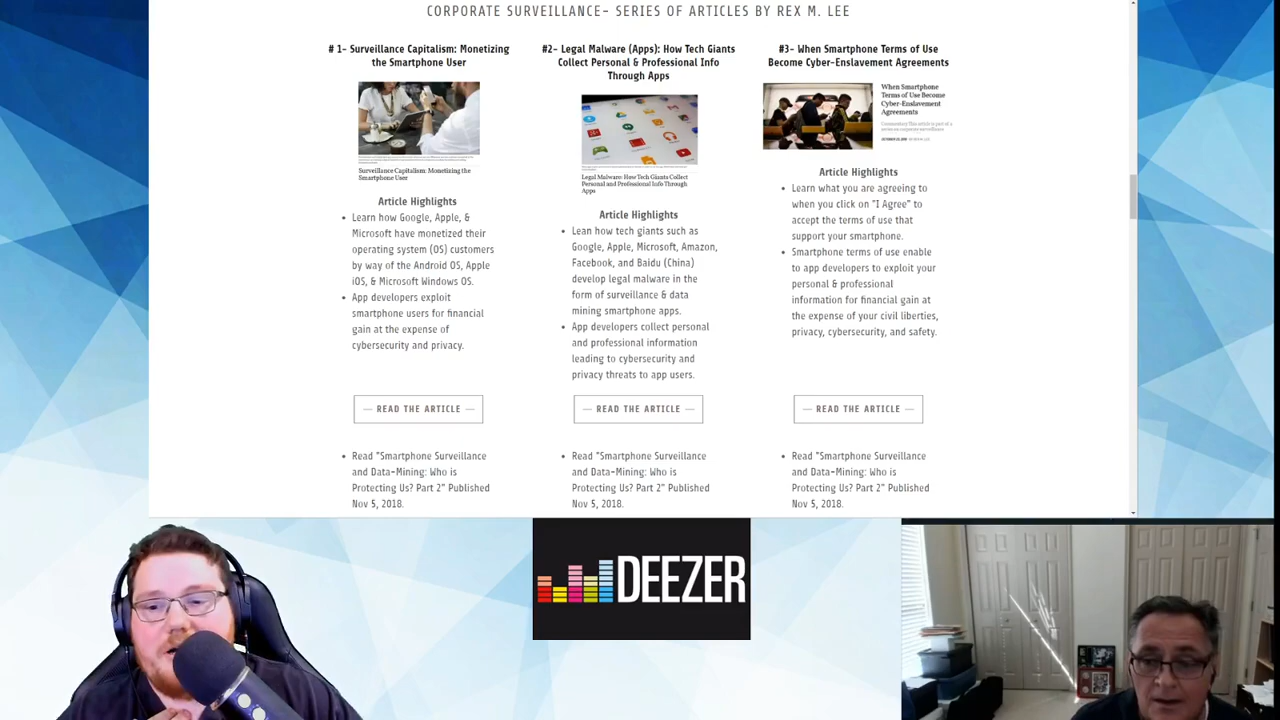 CORPORATE SURVEILLANCE- SERIES OF ARTICLES BY REX M. LEE
# 1- Surveillance Capitalism: Monetizing
the Smartphone User
Surveillance Capitalism: Monetizing the
Smartphone User
Article Highlights
• Learn how Google, Apple, &
Microsoft have monetized their
operating system (OS) customers
by way of the Android OS, Apple
iOS, & Microsoft Windows OS.
• App developers exploit
smartphone users for financial
gain at the expense of
cybersecurity and privacy.
— READ THE ARTICLE —
• Read "Smartphone Surveillance
and Data-Mining: Who is
Protecting Us? Part 2" Published
Nov 5, 2018.
#2- Legal Malware (Apps): How Tech Giants
Collect Personal & Professional Info
Through Apps
Legal Malware: How Tech Giants Collect
Personal and Professional Info Through
Apps
Article Highlights
• Lean how tech giants such as
Google, Apple, Microsoft, Amazon,
Facebook, and Baidu (China)
develop legal malware in the
form of surveillance & data
mining smartphone apps.
• App developers collect personal
and professional information
leading to cybersecurity and
privacy threats to app users.
— READ THE ARTICLE —
• Read "Smartphone Surveillance
and Data-Mining: Who is
Protecting Us? Part 2" Published
Nov 5, 2018.
#3- When Smartphone Terms of Use
Become Cyber-Enslavement Agreements
When Smartphone
Terms of Use Become
Cyber-Enslavement
Agreements
Article Highlights
• Learn what you are agreeing to
when you click on "I Agree" to
accept the terms of use that
support your smartphone.
• Smartphone terms of use enable
to app developers to exploit your
personal & professional
information for financial gain at
the expense of your civil liberties,
privacy, cybersecurity, and safety.
— READ THE ARTICLE —
• Read "Smartphone Surveillance
and Data-Mining: Who is
Protecting Us? Part 2" Published
Nov 5, 2018.
DEEZER